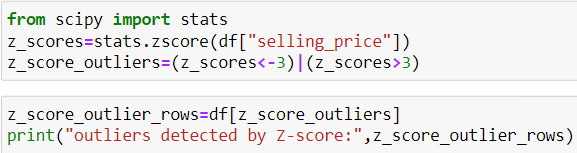 from scipy import stats
z_scores=stats.zscore(df["selling_price"])
z_score_outliers=(z_scores<-3)|(z_scores>3)
z_score_outlier_rows=df[z_score_outliers]
print("outliers detected by Z-score:",z_score_outlier_rows)